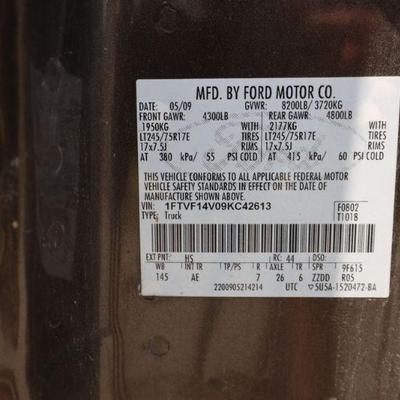 MFD. BY FORD MOTOR CO.
DATE: 05/09 GVWR: 8200LB/ 3720KG
FRONT GAWR: 4300LB REAR GAWR: 4800LB
1950KG WITH 2177KG WITH
LT245/75R17E TIRES LT245/75R17E TIRES
17x7.5J RIMS 17x7.5J RIMS
AT 380 kPa/ 55 PSI COLD AT 415 kPa/ 60 PSI COLD
THIS VEHICLE CONFORMS TO ALL APPLICABLE FEDERAL MOTOR
VEHICLE SAFETY STANDARDS IN EFFECT ON THE DATE OF
MANUFACTURE SHOWN ABOVE.
VIN: 1FTVF14V09KC42613 F0802
TYPE: Truck T1018
EXT PNT: HS RC: 44 DSO:
WB INT TR TP/PS R AXLE TR SPR 9F615
145 AE 7 26 6 ZZDD R05
2200905214214 UTC ▽5U5A-1520472-BA